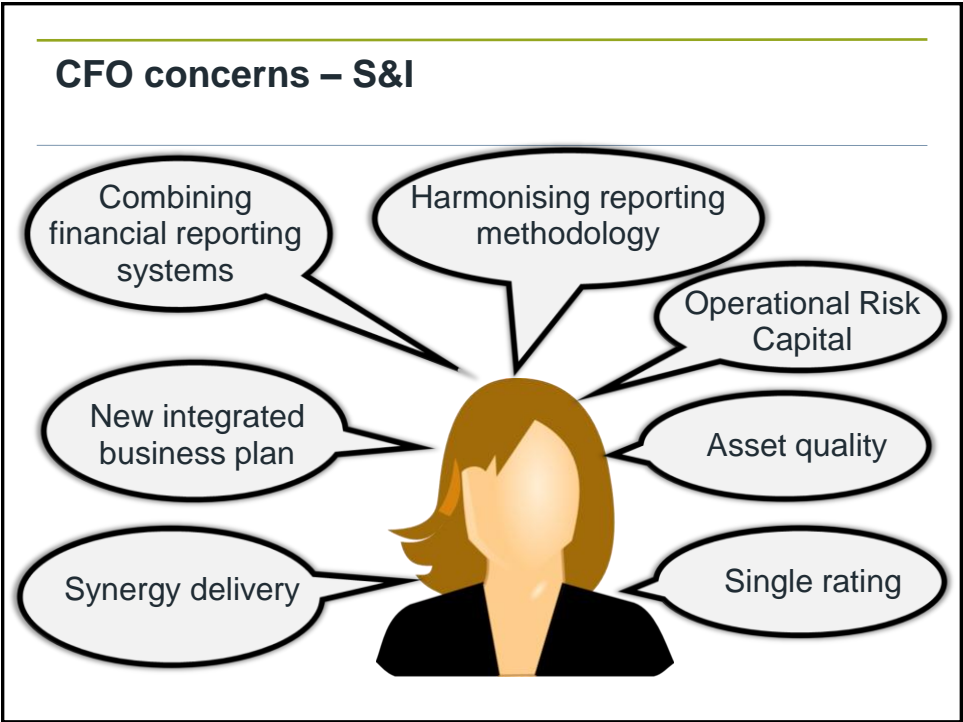 CFO concerns – S&I
Combining
financial reporting
systems
Harmonising reporting
methodology
Operational Risk
Capital
New integrated
business plan
Asset quality
Synergy delivery
Single rating